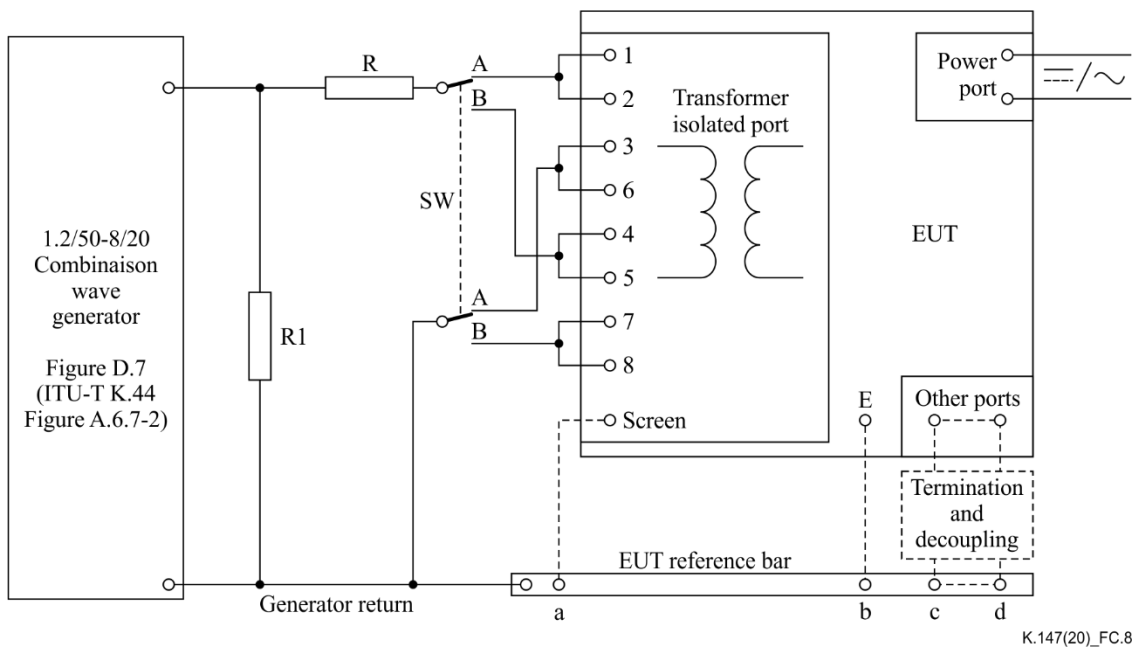 1.2/50-8/20
Combinaison
wave
generator
Figure D.7
(ITU-T K.44
Figure A.6.7-2)
R
R1
SW
A
B
A
B
1
2
3
6
4
5
7
8
Screen
Transformer
isolated port
Power
port
EUT
E
Other ports
Termination
and
decoupling
EUT reference bar
Generator return
a
b
c
d
K.147(20)_FC.8